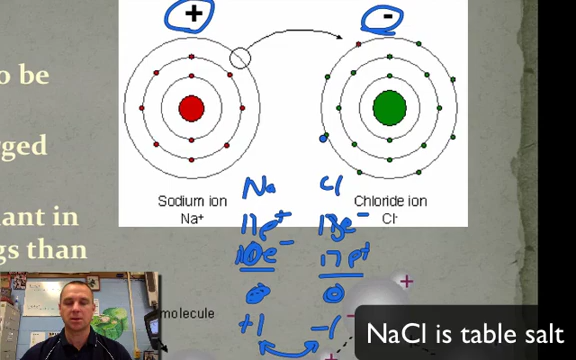 +
-
o be
ged
ant in
gs than
Sodium ion
Na⁺
Chloride ion
Cl⁻
Na
Cl
11p⁺
18e⁻
10e⁻
17p⁺
+1
-1
molecule
+
-
+
NaCl is table salt